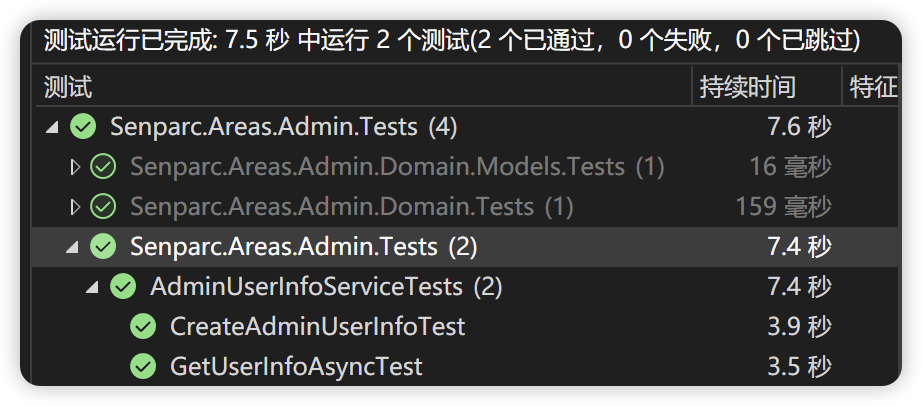 测试运行已完成: 7.5 秒 中运行 2 个测试(2 个已通过，0 个失败，0 个已跳过)
测试 持续时间 特征
Senparc.Areas.Admin.Tests (4) 7.6 秒
Senparc.Areas.Admin.Domain.Models.Tests (1) 16 毫秒
Senparc.Areas.Admin.Domain.Tests (1) 159 毫秒
Senparc.Areas.Admin.Tests (2) 7.4 秒
AdminUserInfoServiceTests (2) 7.4 秒
CreateAdminUserInfoTest 3.9 秒
GetUserInfoAsyncTest 3.5 秒